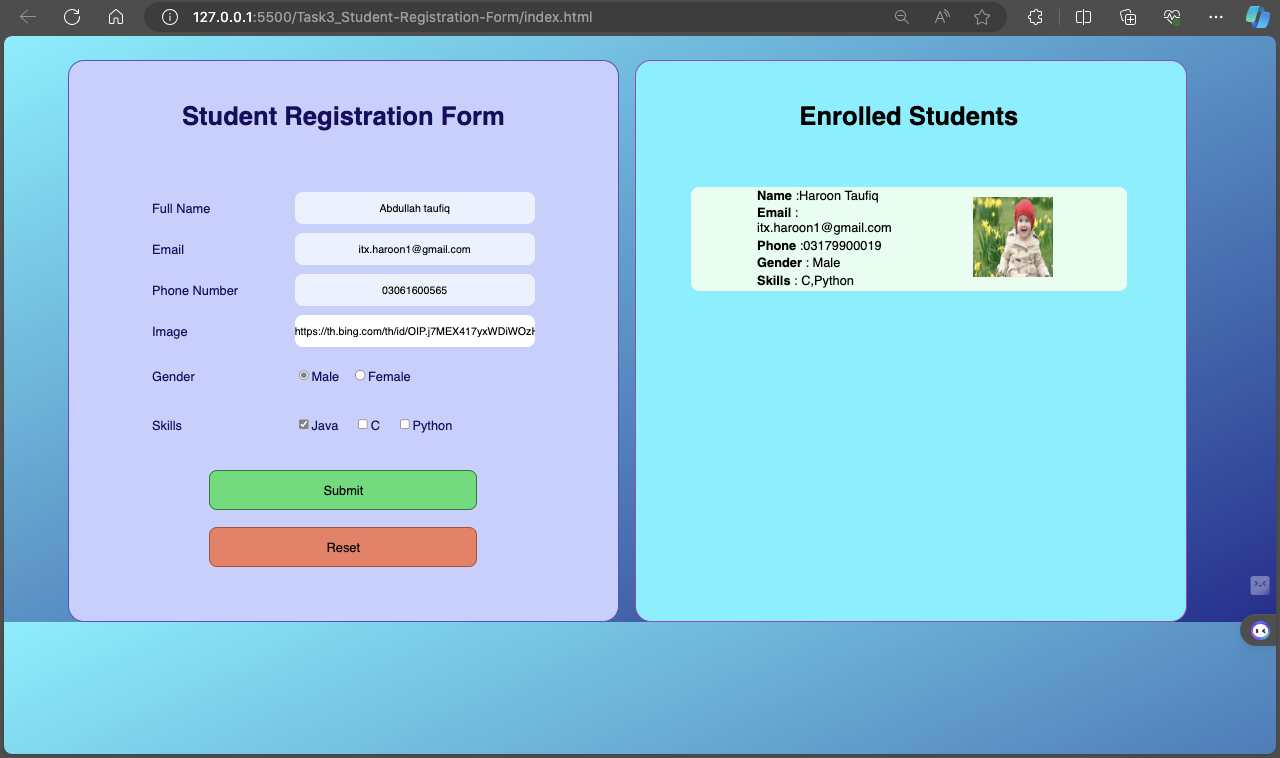 127.0.0.1:5500/Task3_Student-Registration-Form/index.html
Student Registration Form
Full Name Abdullah taufiq
Email itx.haroon1@gmail.com
Phone Number 03061600565
Image https://th.bing.com/th/id/OIP.j7MEX417yxWDiWOzH
Gender Male Female
Skills Java C Python
Submit
Reset
Enrolled Students
Name :Haroon Taufiq
Email :
itx.haroon1@gmail.com
Phone :03179900019
Gender : Male
Skills : C,Python